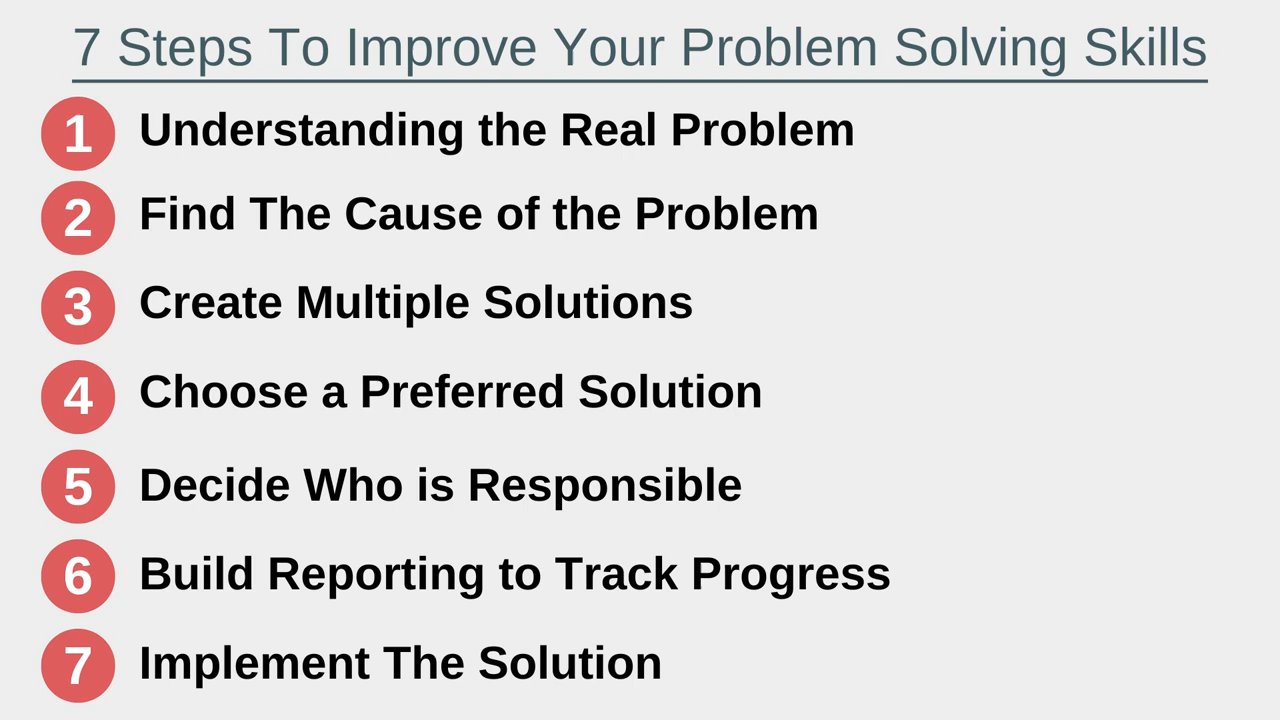 7 Steps To Improve Your Problem Solving Skills
1 Understanding the Real Problem
2 Find The Cause of the Problem
3 Create Multiple Solutions
4 Choose a Preferred Solution
5 Decide Who is Responsible
6 Build Reporting to Track Progress
7 Implement The Solution